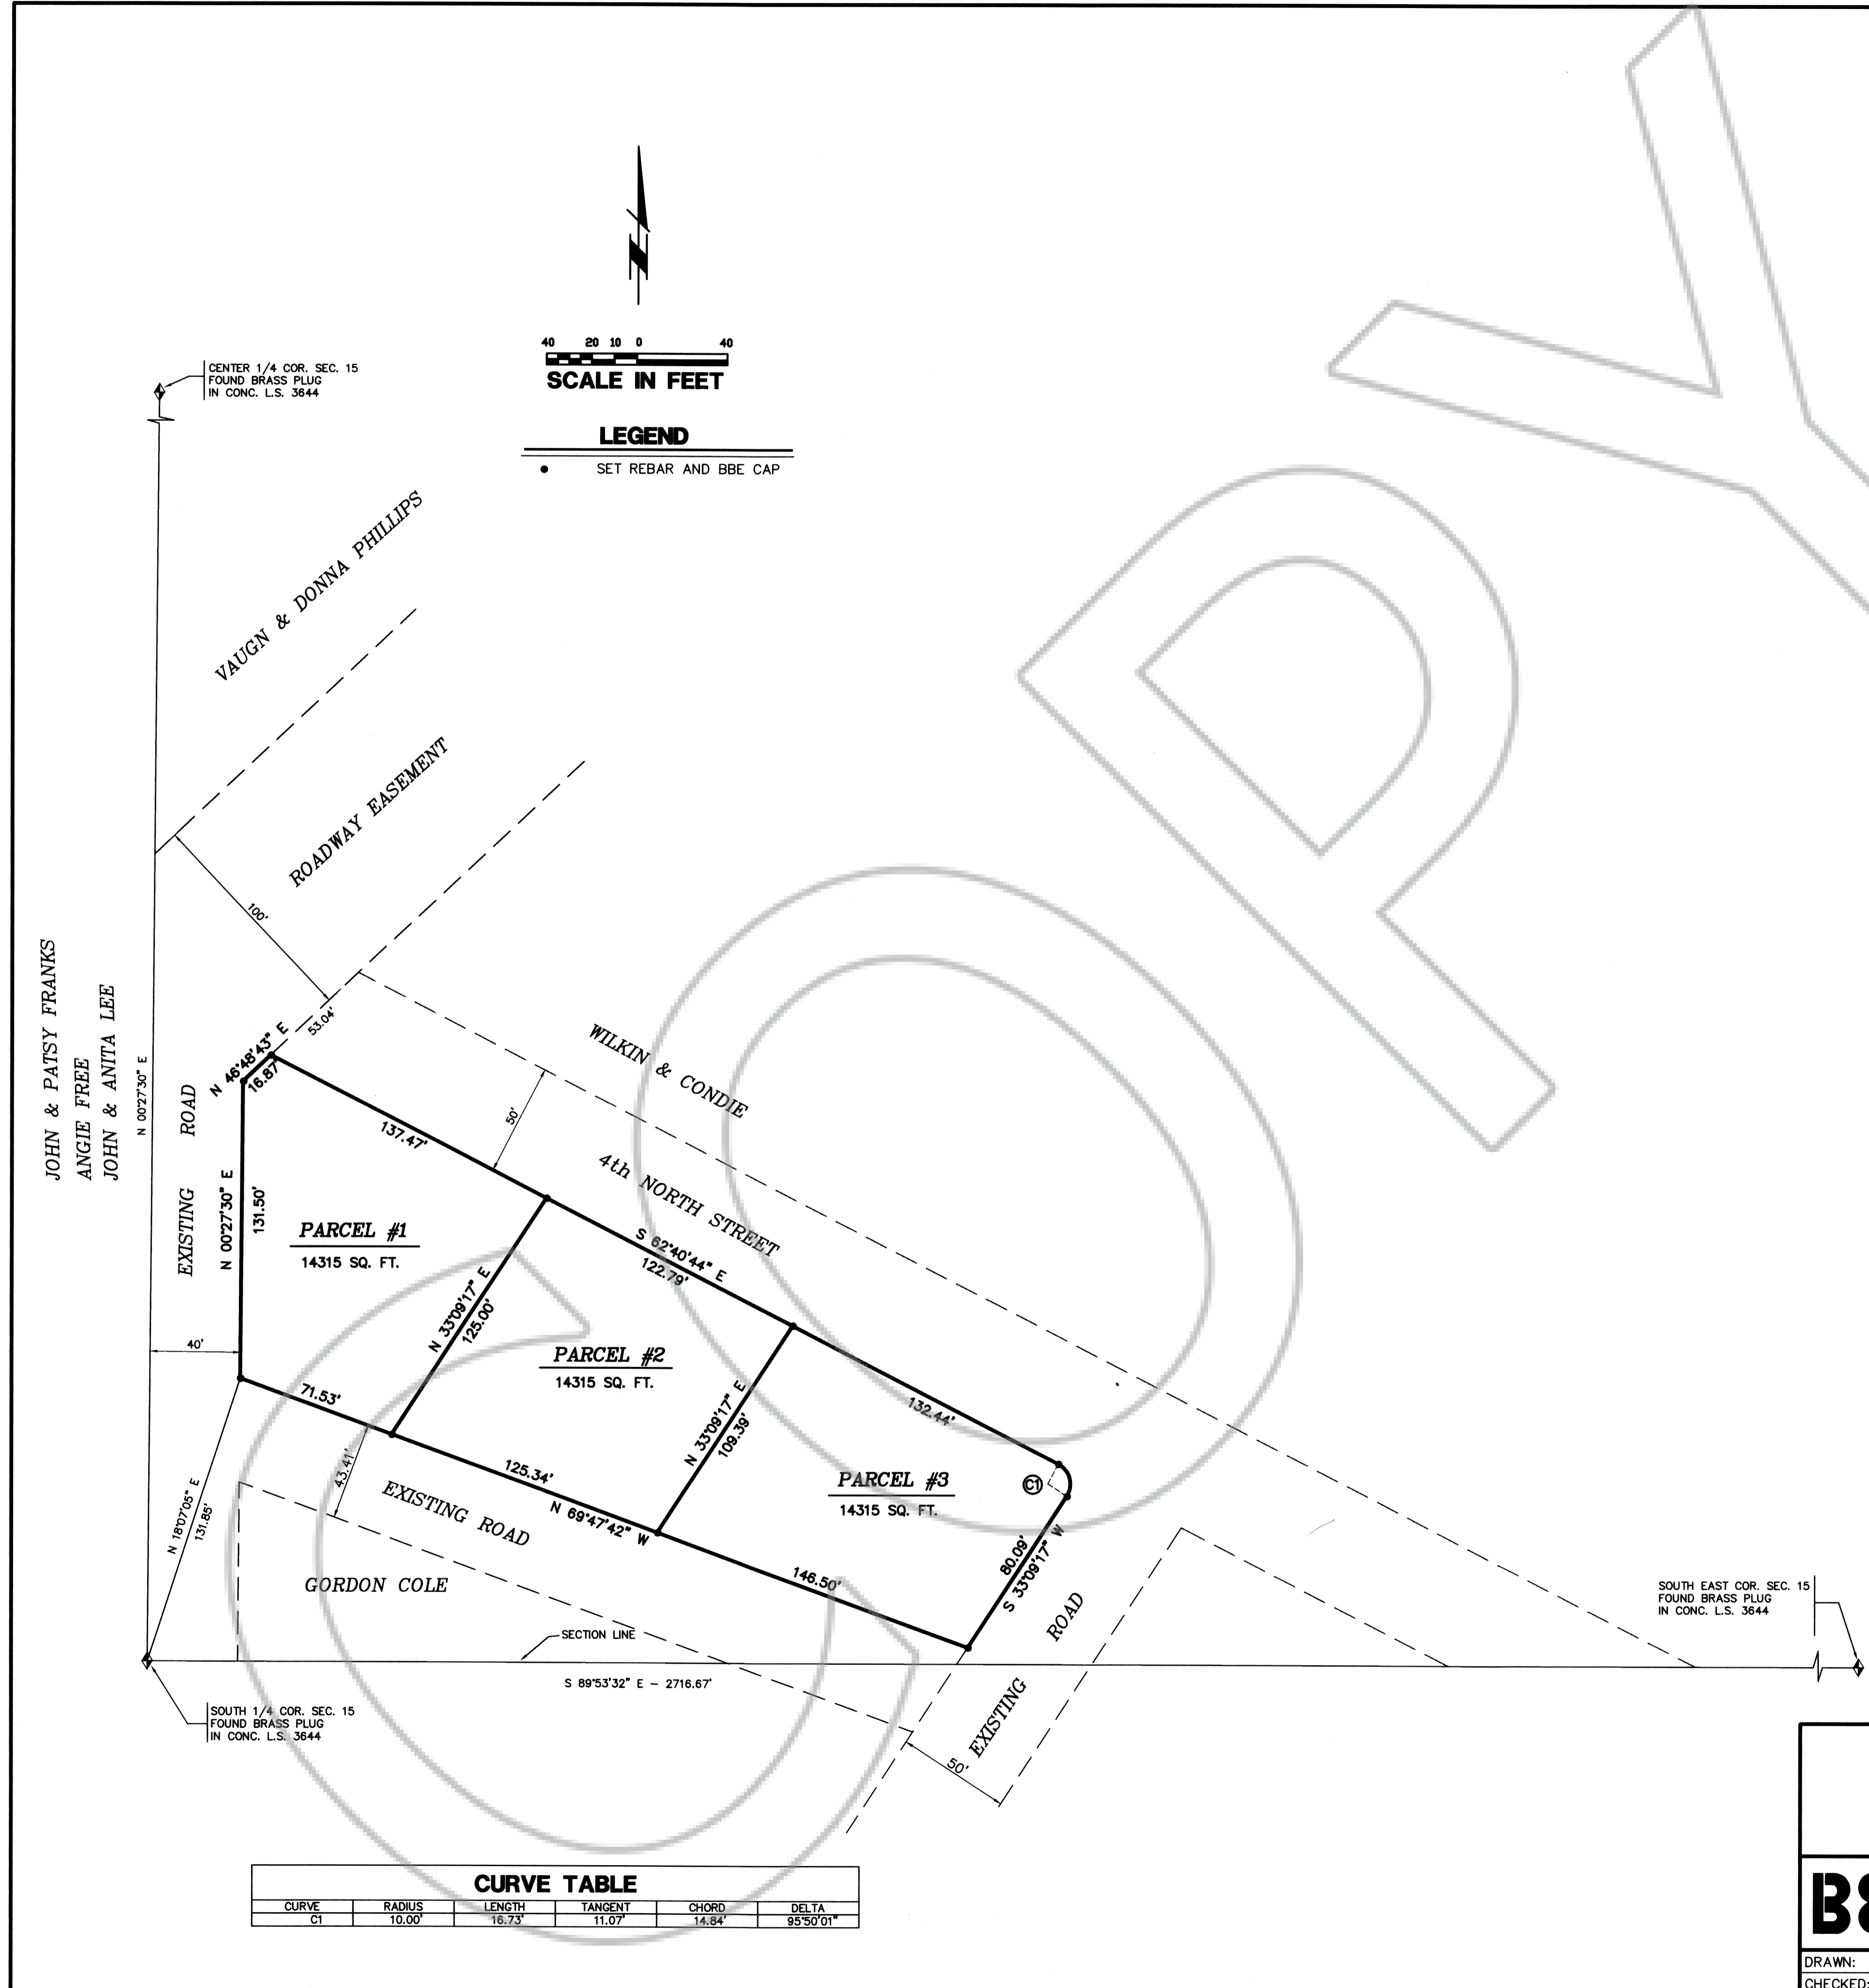 40 20 10 0 40
SCALE IN FEET
LEGEND
● SET REBAR AND BBE CAP
CENTER 1/4 COR. SEC. 15
FOUND BRASS PLUG
IN CONC. L.S. 3644
VAUGN & DONNA PHILLIPS
ROADWAY EASEMENT
100'
53.04'
JOHN & PATSY FRANKS
ANGIE FREE
JOHN & ANITA LEE
N 00°27'30" E
EXISTING ROAD
N 46°48'43" E
16.87'
N 00°27'30" E
131.50'
137.47'
50'
WILKIN & CONDIE
4th NORTH STREET
S 62°40'44" E
122.79'
PARCEL #1
14315 SQ. FT.
N 33°09'17" E
125.00'
PARCEL #2
14315 SQ. FT.
N 33°09'17" E
109.39'
132.44'
PARCEL #3
14315 SQ. FT.
C1
40'
71.53'
43.41'
125.34'
N 69°47'42" W
146.50'
80.09'
S 33°09'17" W
EXISTING ROAD
GORDON COLE
N 18°07'05" E
131.85'
SECTION LINE
S 89°53'32" E - 2716.67'
EXISTING ROAD
50'
SOUTH EAST COR. SEC. 15
FOUND BRASS PLUG
IN CONC. L.S. 3644
SOUTH 1/4 COR. SEC. 15
FOUND BRASS PLUG
IN CONC. L.S. 3644
CURVE TABLE
CURVE RADIUS LENGTH TANGENT CHORD DELTA
C1 10.00' 16.73' 11.07' 14.84' 95°50'01"
DRAWN:
CHECKED:
COPY